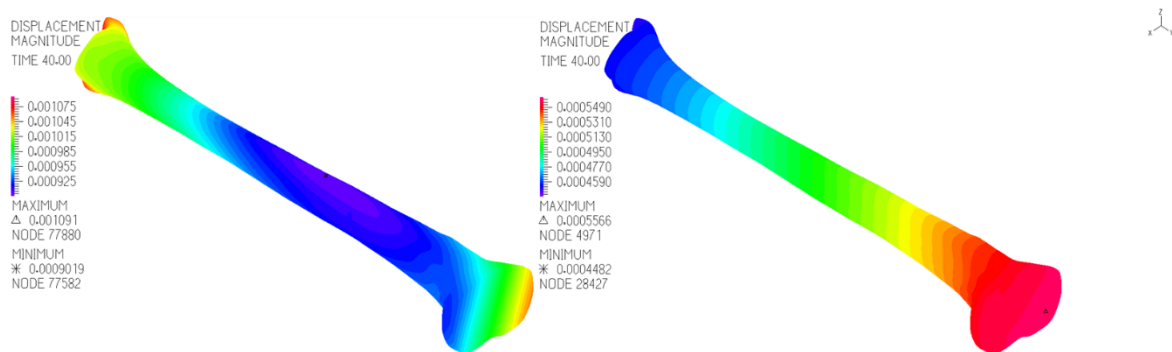 DISPLACEMENT
MAGNITUDE
TIME 40.00
0.001075
0.001045
0.001015
0.000985
0.000955
0.000925
MAXIMUM
△ 0.001091
NODE 77880
MINIMUM
✳ 0.0009019
NODE 77582
DISPLACEMENT
MAGNITUDE
TIME 40.00
0.0005490
0.0005310
0.0005130
0.0004950
0.0004770
0.0004590
MAXIMUM
△ 0.0005566
NODE 4971
MINIMUM
✳ 0.0004482
NODE 28427
Z
X Y